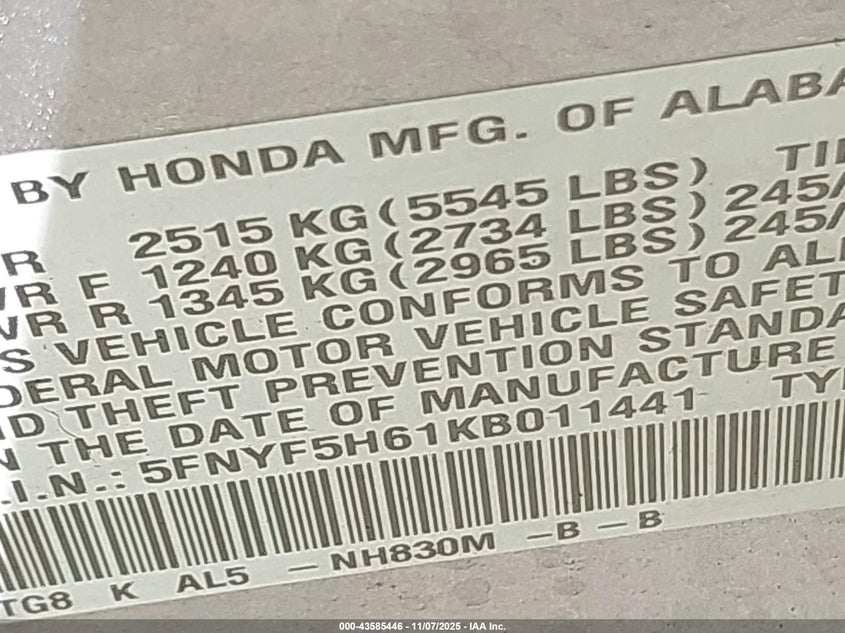 BY HONDA MFG. OF ALABA
R 2515 KG (5545 LBS) TI
WR F 1240 KG (2734 LBS) 245/
WR R 1345 KG (2965 LBS) 245/
S VEHICLE CONFORMS TO ALL
DERAL MOTOR VEHICLE SAFET
ND THEFT PREVENTION STANDA
N THE DATE OF MANUFACTURE
.I.N.: 5FNYF5H61KB011441 TY
TG8 K AL5 – NH830M – B – B
000-43585446 - 11/07/2025 - IAA Inc.